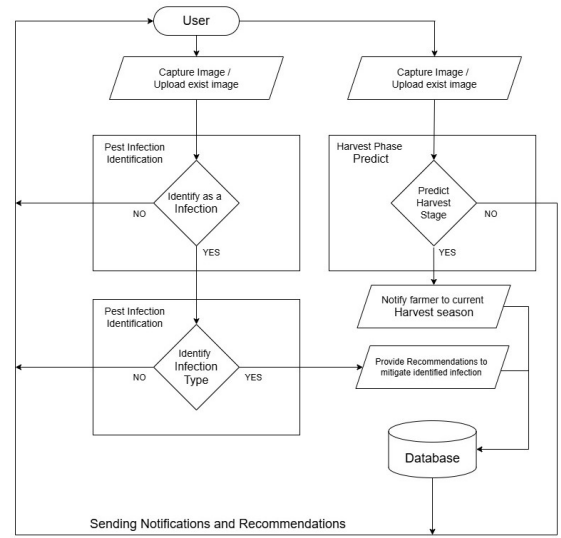 User
Capture Image /
Upload exist image
Capture Image /
Upload exist image
Pest Infection
Identification
Identify as a
Infection
NO
YES
Harvest Phase
Predict
Predict
Harvest
Stage
NO
YES
Notify farmer to current
Harvest season
Pest Infection
Identification
Identify
Infection
Type
NO
YES
Provide Recommendations to
mitigate identified infection
Database
Sending Notifications and Recommendations